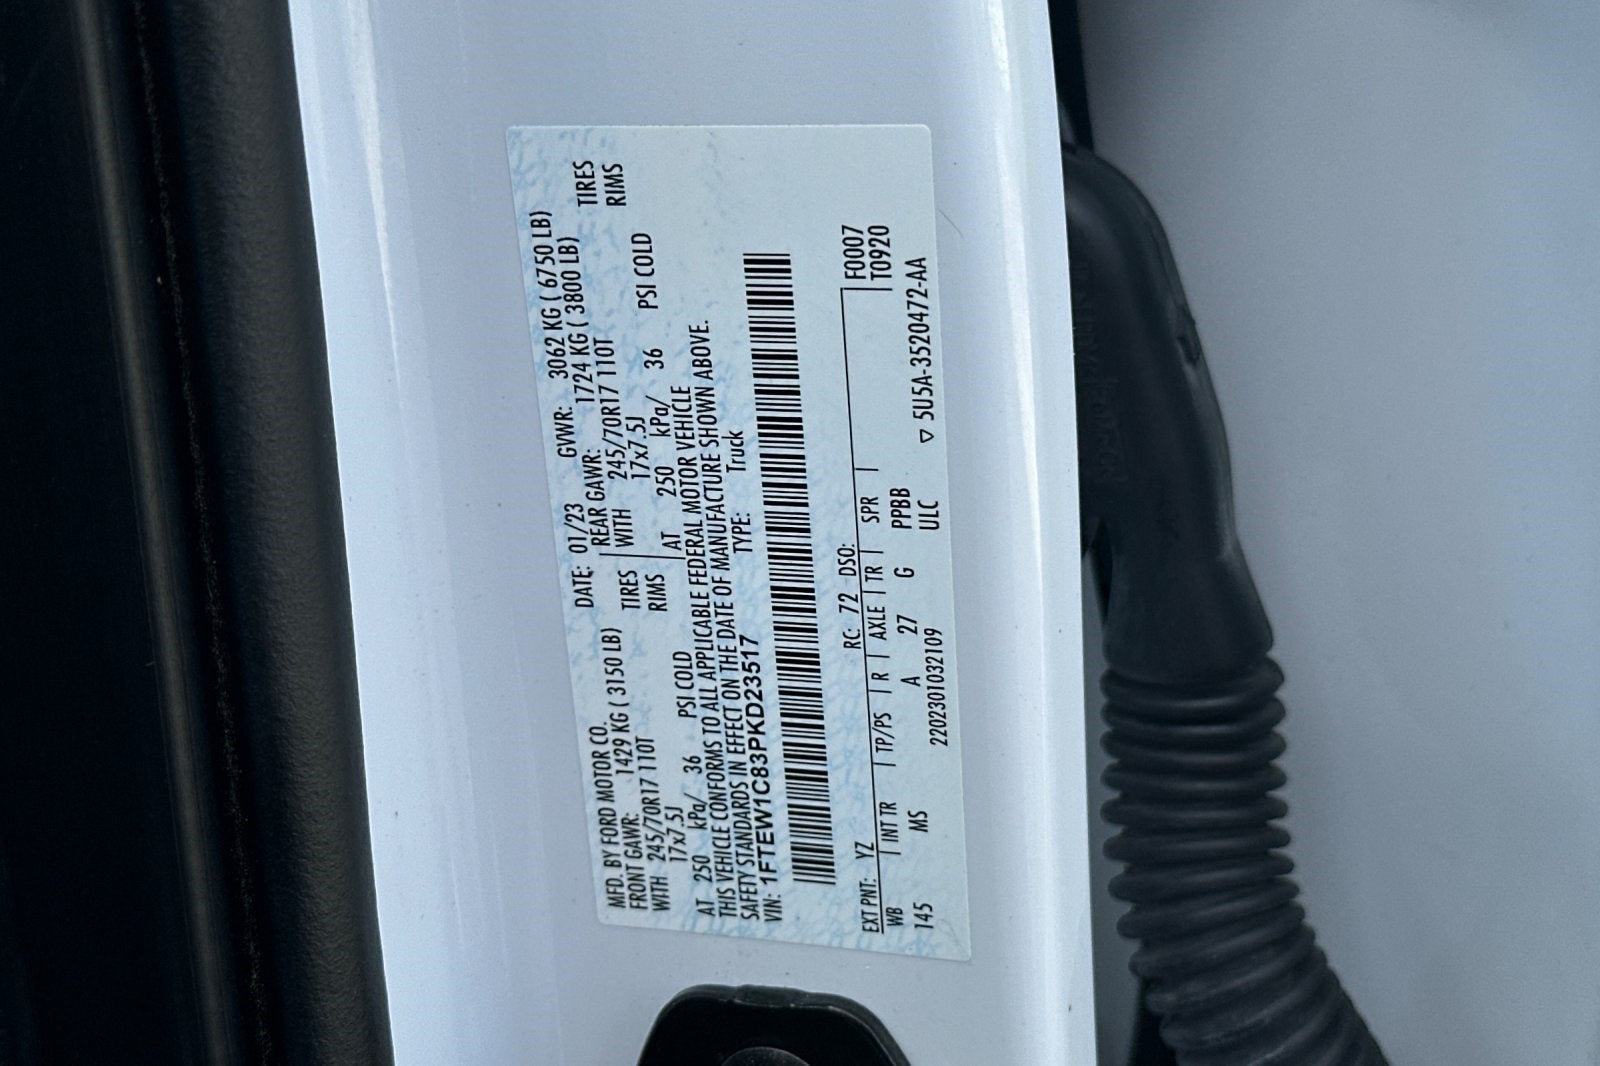 MFD. BY FORD MOTOR CO.
DATE: 01/23 GVWR: 3062 KG ( 6750 LB)
FRONT GAWR: 1429 KG ( 3150 LB)
REAR GAWR: 1724 KG ( 3800 LB)
WITH 245/70R17 110T TIRES
WITH 245/70R17 110T TIRES
17x7.5J RIMS
17x7.5J RIMS
AT 250 kPa/ 36 PSI COLD
AT 250 kPa/ 36 PSI COLD
THIS VEHICLE CONFORMS TO ALL APPLICABLE FEDERAL MOTOR VEHICLE
SAFETY STANDARDS IN EFFECT ON THE DATE OF MANUFACTURE SHOWN ABOVE.
VIN: 1FTEW1C83PKD23517 TYPE: Truck
EXT PNT: YZ RC: 72 DSO: F0007
WB INT TR TP/PS R AXLE TR SPR T0920
145 MS A 27 G PPBB
2202301032109 ULC ▽ 5U5A-3520472-AA